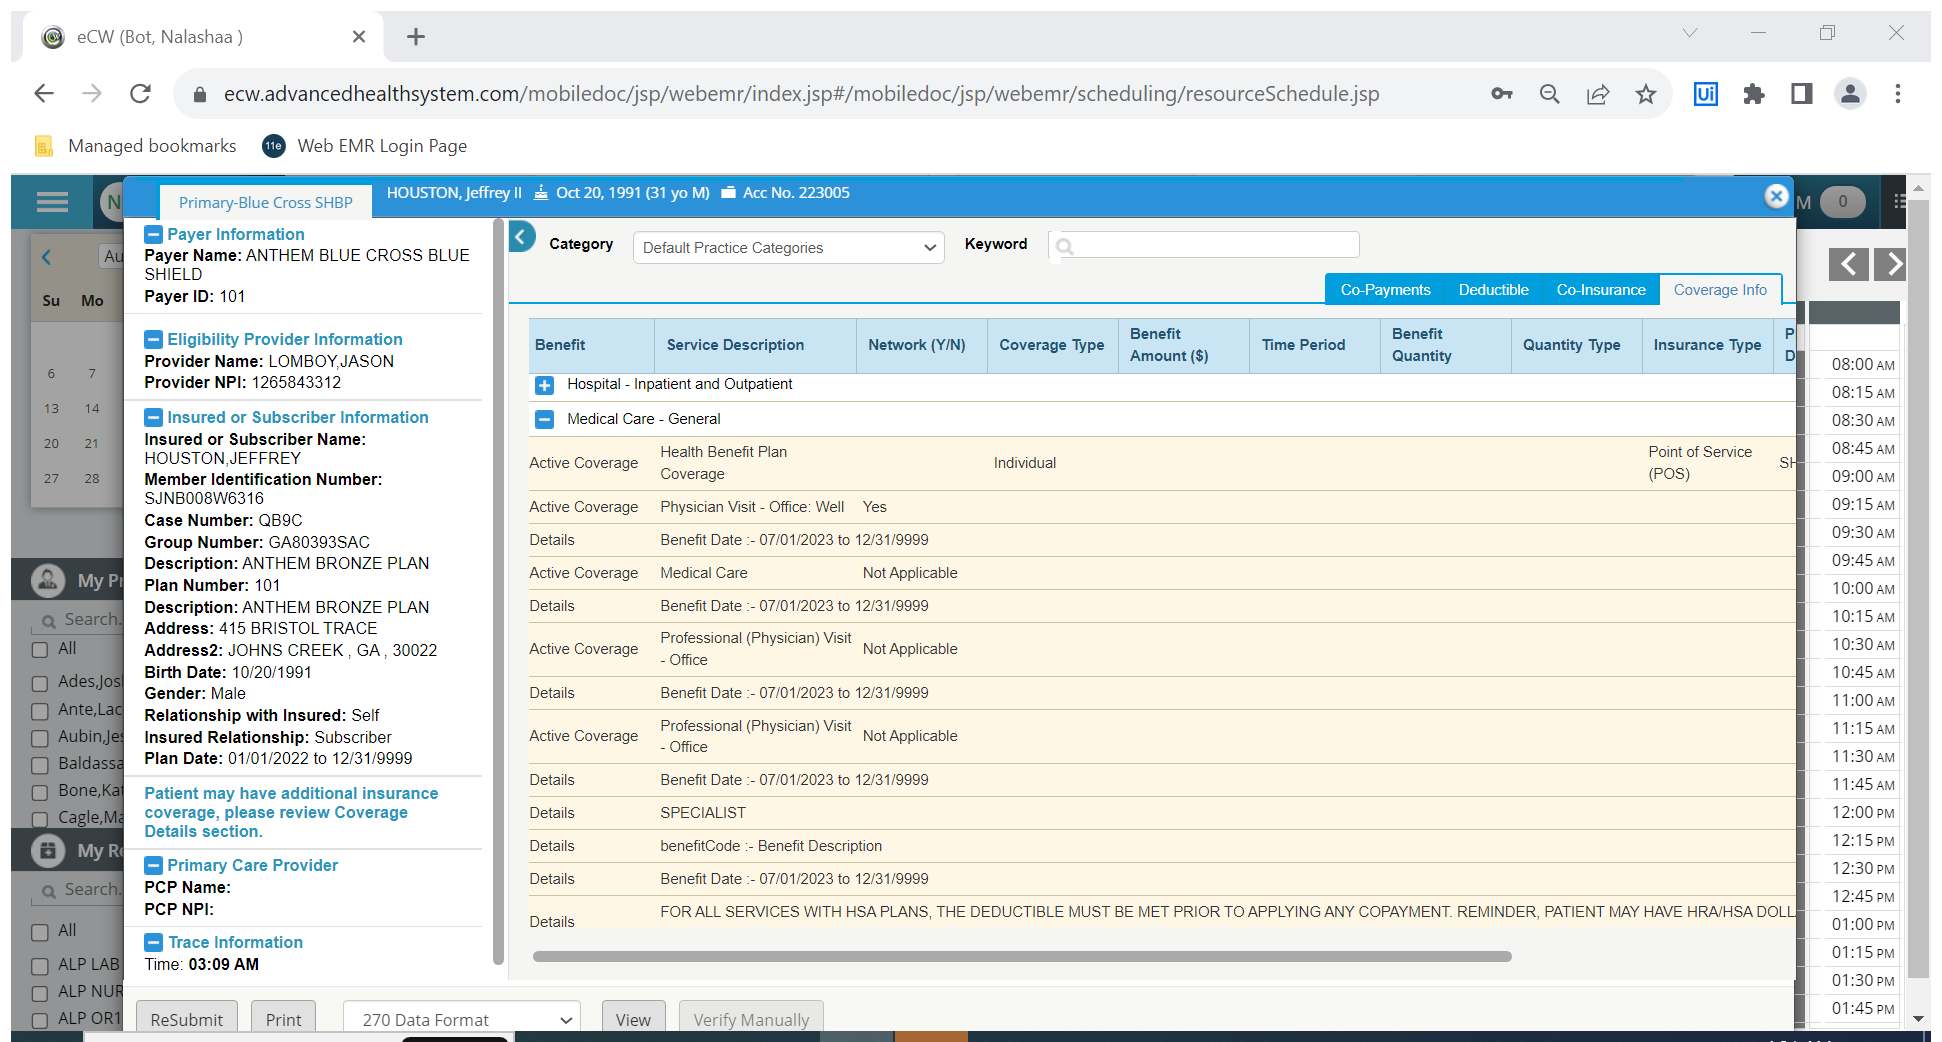 eCW (Bot, Nalashaa )
ecw.advancedhealthsystem.com/mobiledoc/jsp/webemr/index.jsp#/mobiledoc/jsp/webemr/scheduling/resourceSchedule.jsp
Managed bookmarks
Web EMR Login Page
Primary-Blue Cross SHBP
HOUSTON, Jeffrey II Oct 20, 1991 (31 yo M) Acc No. 223005
M 0
Payer Information
Payer Name: ANTHEM BLUE CROSS BLUE
SHIELD
Payer ID: 101
Eligibility Provider Information
Provider Name: LOMBOY,JASON
Provider NPI: 1265843312
Insured or Subscriber Information
Insured or Subscriber Name:
HOUSTON,JEFFREY
Member Identification Number:
SJNB008W6316
Case Number: QB9C
Group Number: GA80393SAC
Description: ANTHEM BRONZE PLAN
Plan Number: 101
Description: ANTHEM BRONZE PLAN
Address: 415 BRISTOL TRACE
Address2: JOHNS CREEK , GA , 30022
Birth Date: 10/20/1991
Gender: Male
Relationship with Insured: Self
Insured Relationship: Subscriber
Plan Date: 01/01/2022 to 12/31/9999
Patient may have additional insurance
coverage, please review Coverage
Details section.
Primary Care Provider
PCP Name:
PCP NPI:
Trace Information
Time: 03:09 AM
Category Default Practice Categories Keyword
Co-Payments Deductible Co-Insurance Coverage Info
Benefit Service Description Network (Y/N) Coverage Type Benefit Amount ($) Time Period Benefit Quantity Quantity Type Insurance Type P D
Hospital - Inpatient and Outpatient
Medical Care - General
Active Coverage Health Benefit Plan Coverage Individual Point of Service (POS) SH
Active Coverage Physician Visit - Office: Well Yes
Details Benefit Date :- 07/01/2023 to 12/31/9999
Active Coverage Medical Care Not Applicable
Details Benefit Date :- 07/01/2023 to 12/31/9999
Active Coverage Professional (Physician) Visit - Office Not Applicable
Details Benefit Date :- 07/01/2023 to 12/31/9999
Active Coverage Professional (Physician) Visit - Office Not Applicable
Details Benefit Date :- 07/01/2023 to 12/31/9999
Details SPECIALIST
Details benefitCode :- Benefit Description
Details Benefit Date :- 07/01/2023 to 12/31/9999
Details FOR ALL SERVICES WITH HSA PLANS, THE DEDUCTIBLE MUST BE MET PRIOR TO APPLYING ANY COPAYMENT. REMINDER, PATIENT MAY HAVE HRA/HSA DOLL
ReSubmit Print 270 Data Format View Verify Manually
N
Au
Su Mo
6 7
13 14
20 21
27 28
My Pr
Search.
All
Ades,Josl
Ante,Lac
Aubin,Jes
Baldassa
Bone,Kat
Cagle,Ma
My Re
Search.
All
ALP LAB
ALP NUR
ALP OR1
08:00 AM
08:15 AM
08:30 AM
08:45 AM
09:00 AM
09:15 AM
09:30 AM
09:45 AM
10:00 AM
10:15 AM
10:30 AM
10:45 AM
11:00 AM
11:15 AM
11:30 AM
11:45 AM
12:00 PM
12:15 PM
12:30 PM
12:45 PM
01:00 PM
01:15 PM
01:30 PM
01:45 PM